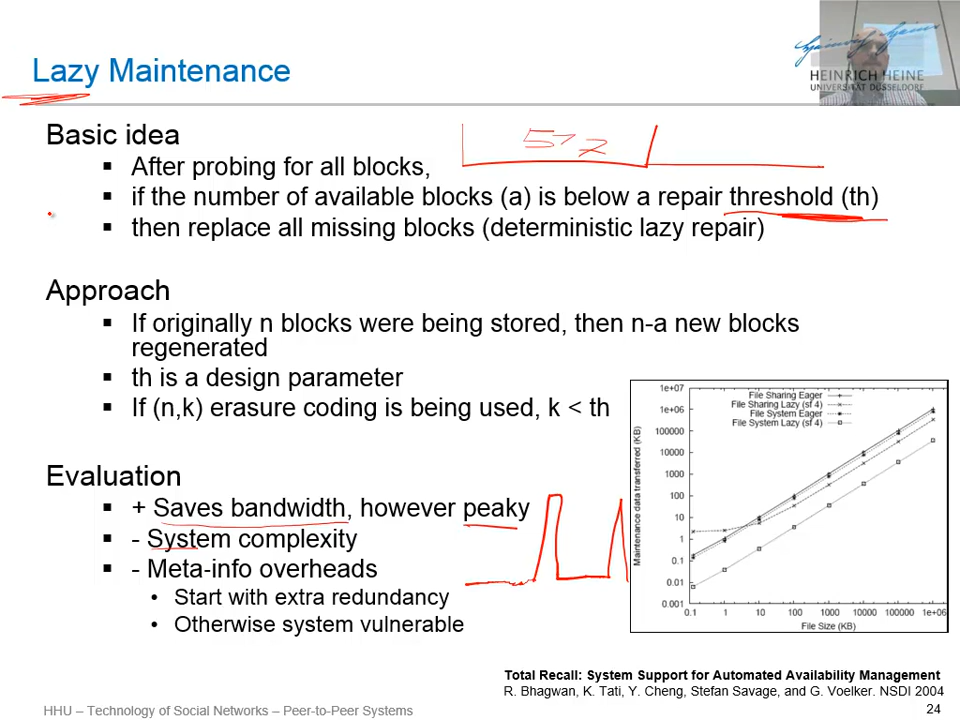 Lazy Maintenance
HEINRICH HEINE
UNIVERSITÄT DÜSSELDORF
Basic idea
▪ After probing for all blocks,
▪ if the number of available blocks (a) is below a repair threshold (th)
▪ then replace all missing blocks (deterministic lazy repair)
Approach
▪ If originally n blocks were being stored, then n-a new blocks
regenerated
▪ th is a design parameter
▪ If (n,k) erasure coding is being used, k < th
Evaluation
▪ + Saves bandwidth, however peaky
▪ - System complexity
▪ - Meta-info overheads
• Start with extra redundancy
• Otherwise system vulnerable
Maintenance data transferred (KB)
1e+07
1e+06
100000
10000
1000
100
10
1
0.1
0.01
0.001
File Sharing Eager
File Sharing Lazy (sf 4)
File System Eager
File System Lazy (sf 4)
0.1 1 10 100 1000 10000 100000 1e+06
File Size (KB)
Total Recall: System Support for Automated Availability Management
R. Bhagwan, K. Tati, Y. Cheng, Stefan Savage, and G. Voelker. NSDI 2004
HHU – Technology of Social Networks – Peer-to-Peer Systems
24